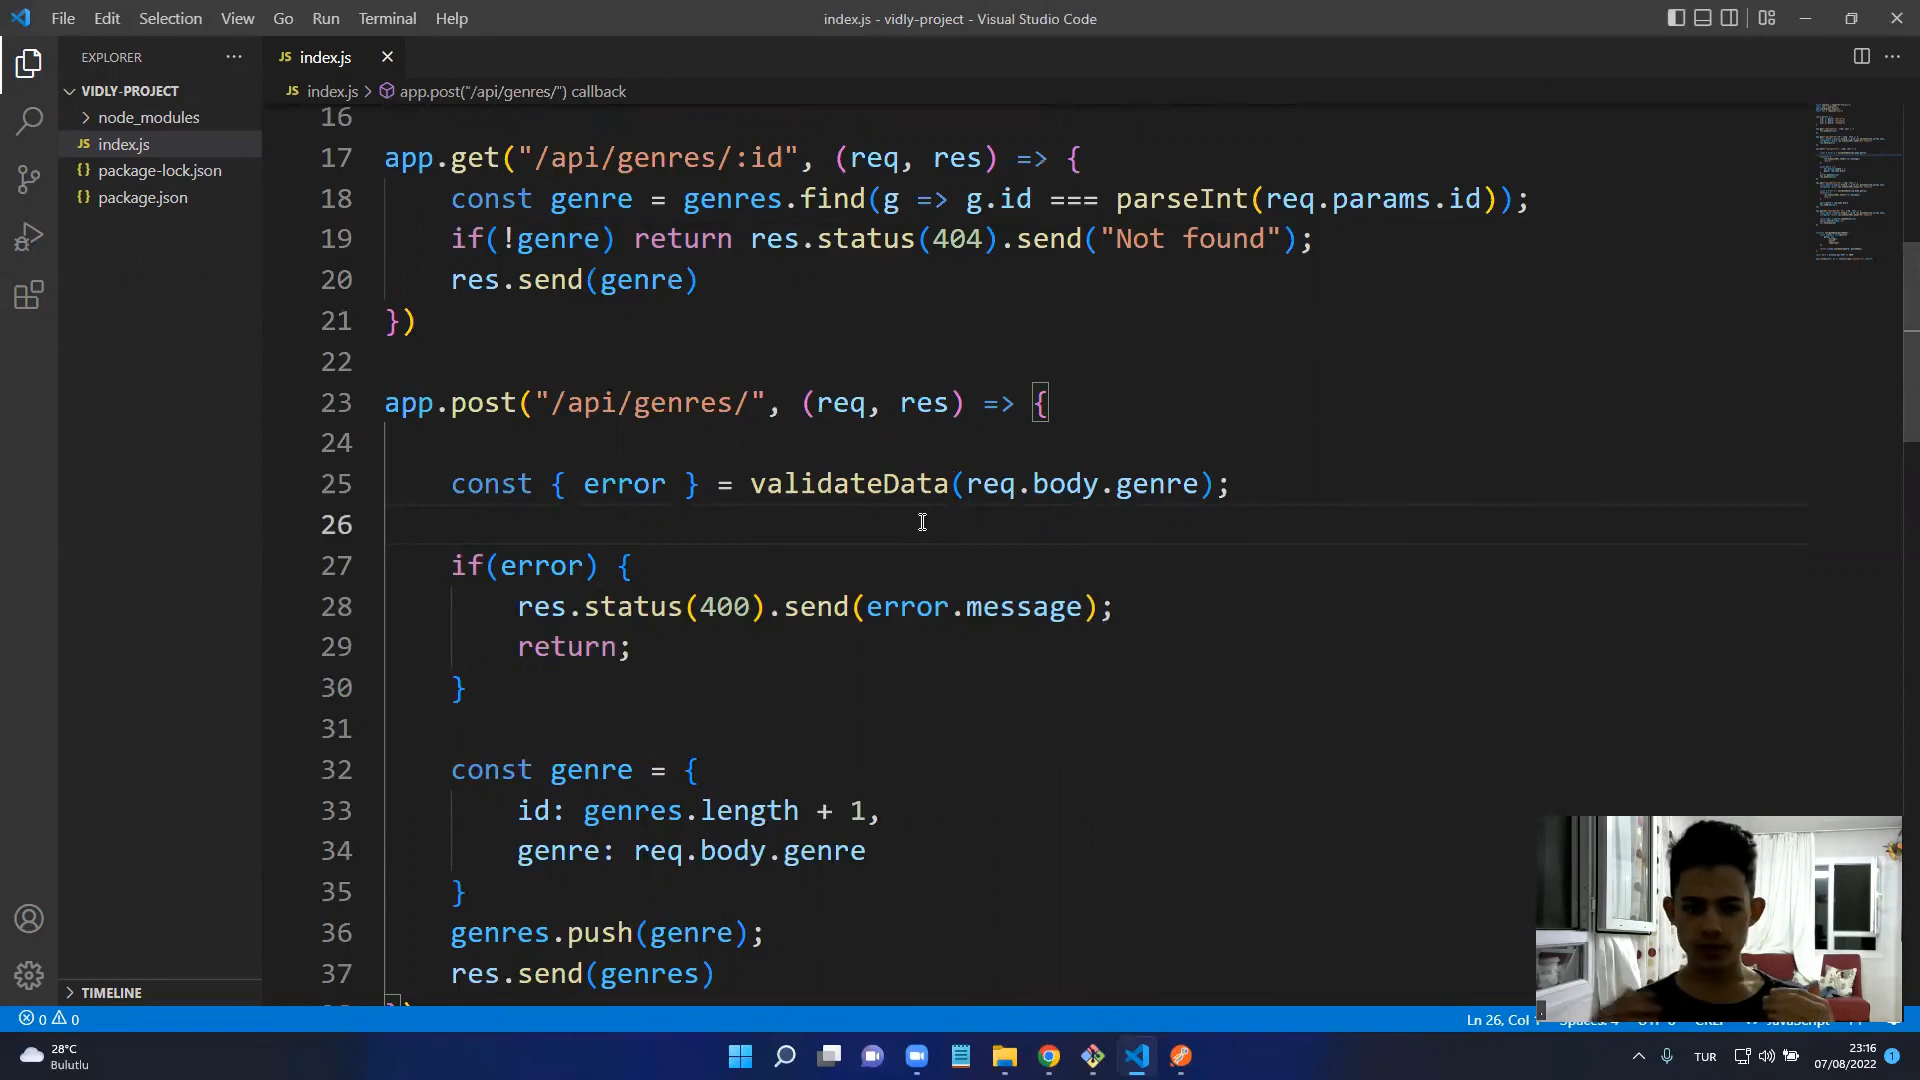 File Edit Selection View Go Run Terminal Help
index.js - vidly-project - Visual Studio Code
EXPLORER
VIDLY-PROJECT
node_modules
JS index.js
{} package-lock.json
{} package.json
TIMELINE
JS index.js
JS index.js > app.post("/api/genres/") callback
16
17 app.get("/api/genres/:id", (req, res) => {
18 const genre = genres.find(g => g.id === parseInt(req.params.id));
19 if(!genre) return res.status(404).send("Not found");
20 res.send(genre)
21 })
22
23 app.post("/api/genres/", (req, res) => {
24
25 const { error } = validateData(req.body.genre);
26
27 if(error) {
28 res.status(400).send(error.message);
29 return;
30 }
31
32 const genre = {
33 id: genres.length + 1,
34 genre: req.body.genre
35 }
36 genres.push(genre);
37 res.send(genres)
0 0
Ln 26, Col
28°C
Bulutlu
TUR
23:16
07/08/2022
1